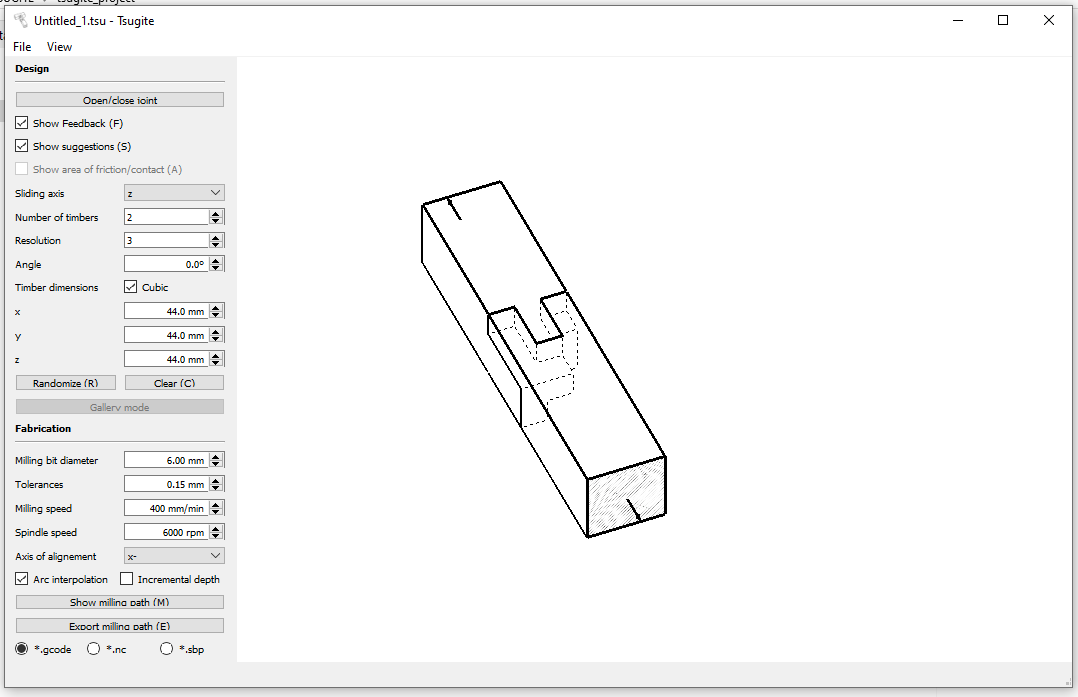 tsugite_project
Untitled_1.tsu - Tsugite
File View
Design
Open/close joint
Show Feedback (F)
Show suggestions (S)
Show area of friction/contact (A)
Sliding axis z
Number of timbers 2
Resolution 3
Angle 0.0°
Timber dimensions Cubic
x 44.0 mm
y 44.0 mm
z 44.0 mm
Randomize (R) Clear (C)
Gallery mode
Fabrication
Milling bit diameter 6.00 mm
Tolerances 0.15 mm
Milling speed 400 mm/min
Spindle speed 6000 rpm
Axis of alignement x-
Arc interpolation Incremental depth
Show milling path (M)
Export milling path (E)
*.gcode *.nc *.sbp